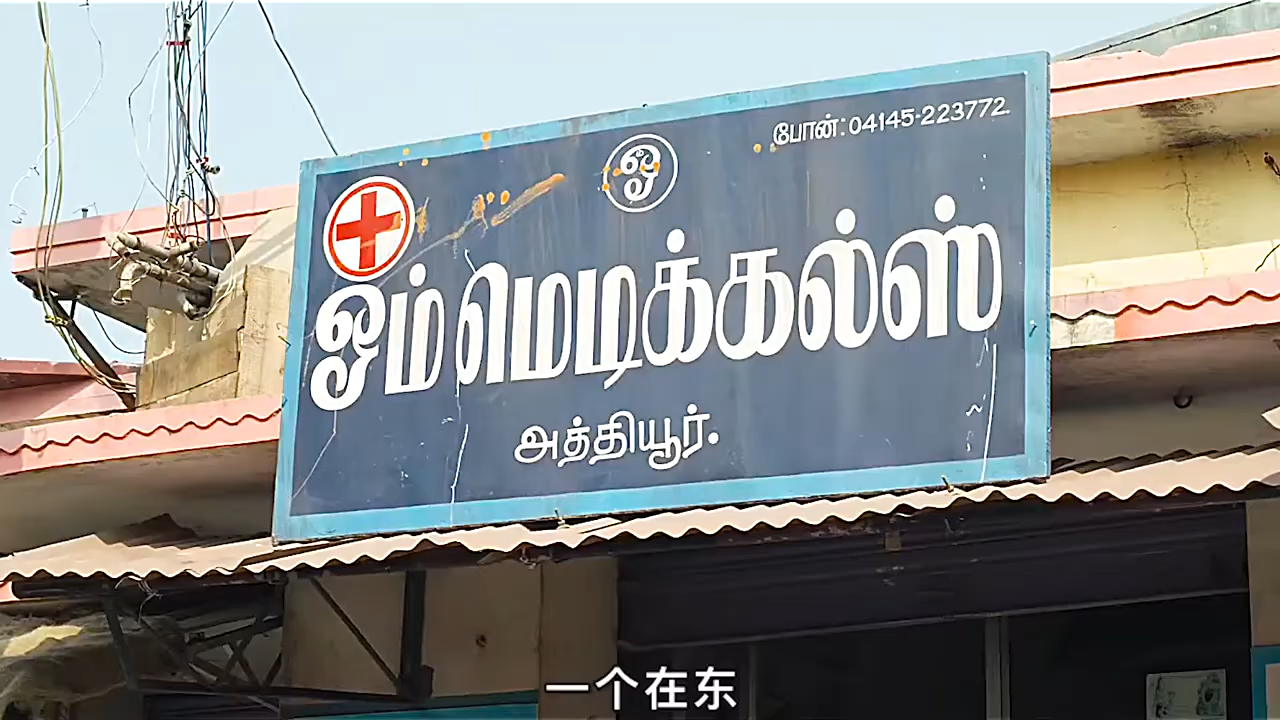 ௐ
போன்: 04145-223772.
ஓம் மெடிக்கல்ஸ்
அத்தியூர்.
一个在东